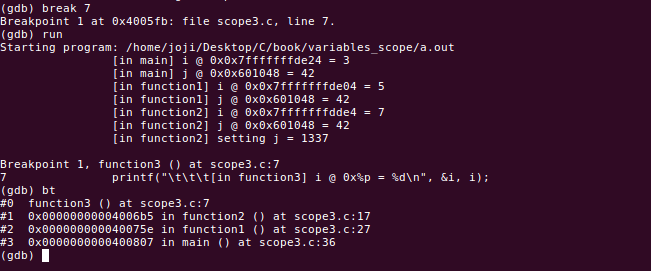 (gdb) break 7
Breakpoint 1 at 0x4005fb: file scope3.c, line 7.
(gdb) run
Starting program: /home/joji/Desktop/C/book/variables_scope/a.out
[in main] i @ 0x0x7fffffffde24 = 3
[in main] j @ 0x0x601048 = 42
[in function1] i @ 0x0x7fffffffde04 = 5
[in function1] j @ 0x0x601048 = 42
[in function2] i @ 0x0x7fffffffdde4 = 7
[in function2] j @ 0x0x601048 = 42
[in function2] setting j = 1337
Breakpoint 1, function3 () at scope3.c:7
7 printf("\t\t\t[in function3] i @ 0x%p = %d\n", &i, i);
(gdb) bt
#0 function3 () at scope3.c:7
#1 0x00000000004006b5 in function2 () at scope3.c:17
#2 0x000000000040075e in function1 () at scope3.c:27
#3 0x0000000000400807 in main () at scope3.c:36
(gdb)